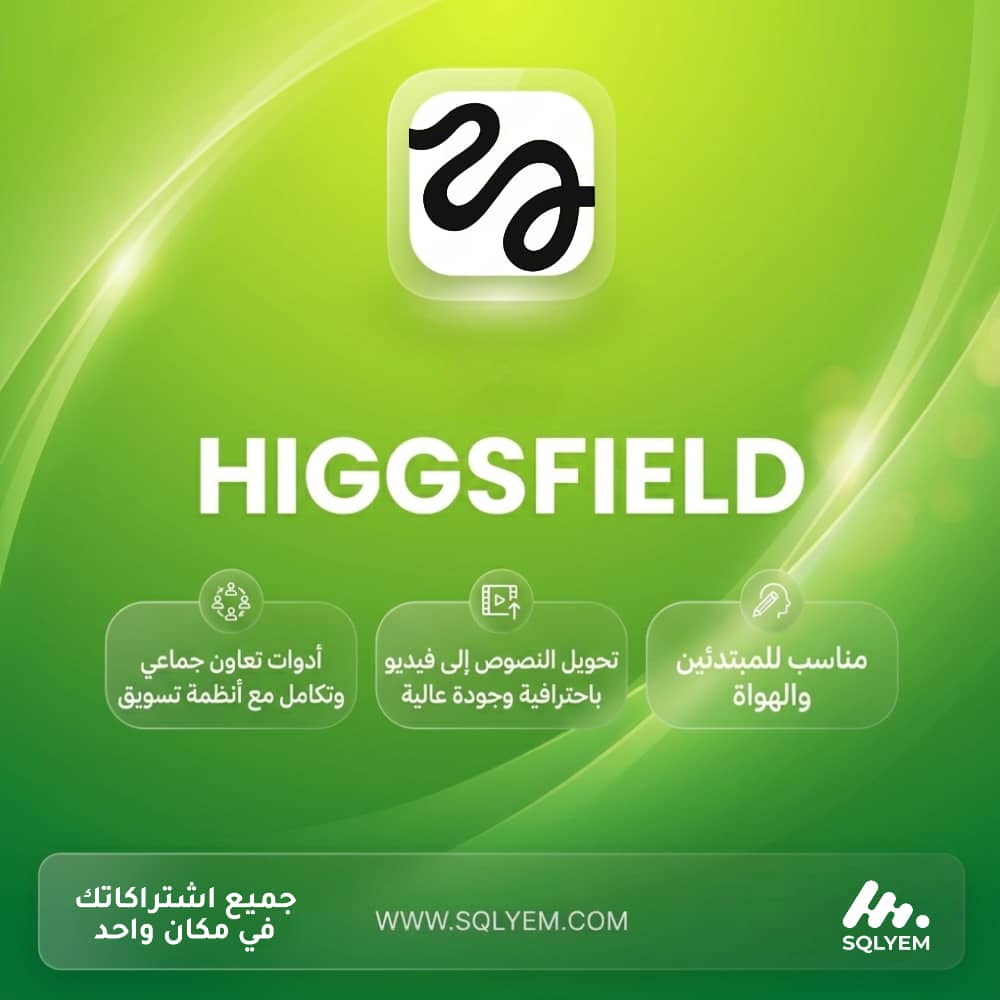 HIGGSFIELD
مناسب للمبتدئين
والهواة
تحويل النصوص إلى فيديو
باحترافية وجودة عالية
أدوات تعاون جماعي
وتكامل مع أنظمة تسويق
جميع اشتراكاتك
في مكان واحد
WWW.SQLYEM.COM
SQLYEM